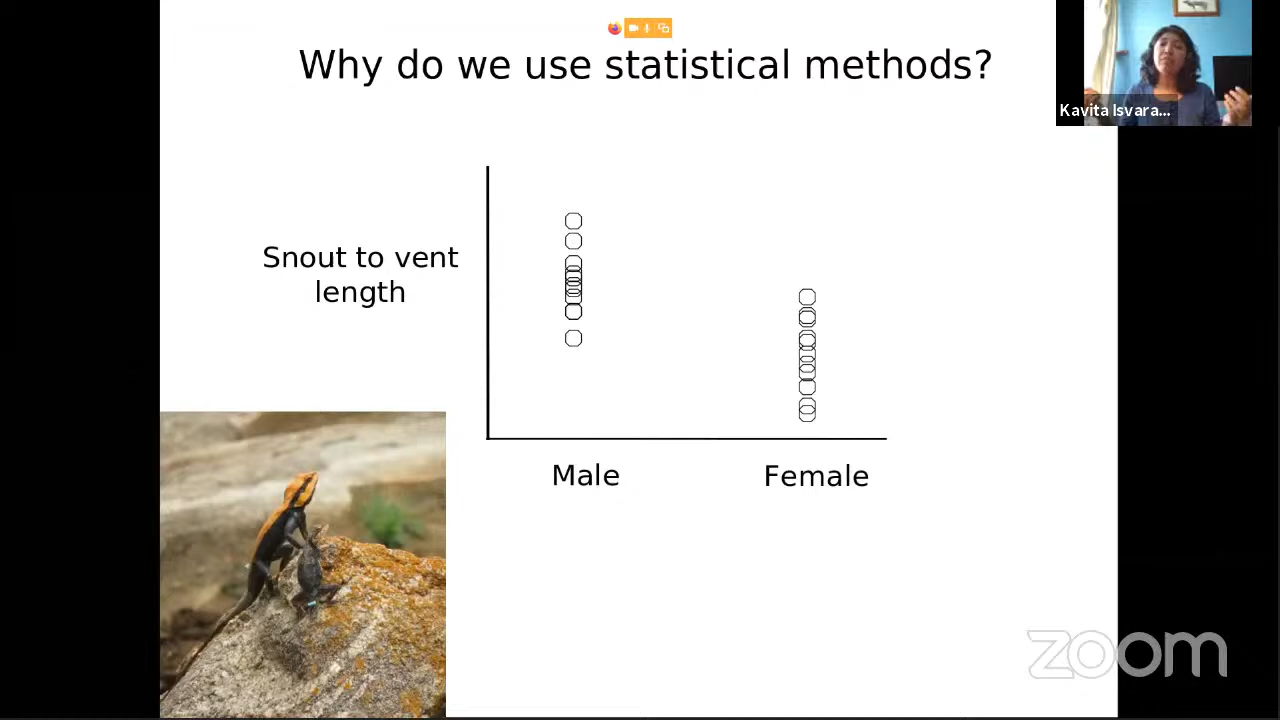 Why do we use statistical methods?
Kavita Isvara...
Snout to vent
length
Male
Female
zoom